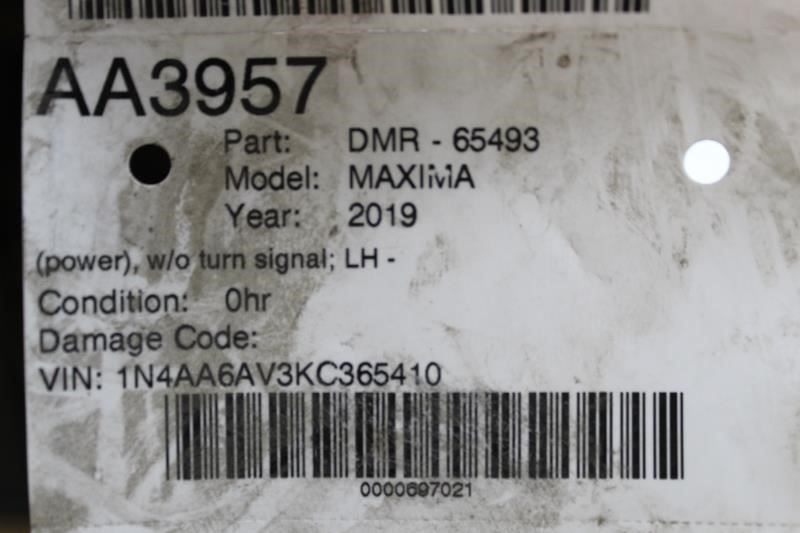 AA3957
Part: DMR - 65493
Model: MAXIMA
Year: 2019
(power), w/o turn signal; LH -
Condition: 0hr
Damage Code:
VIN: 1N4AA6AV3KC365410
0000697021